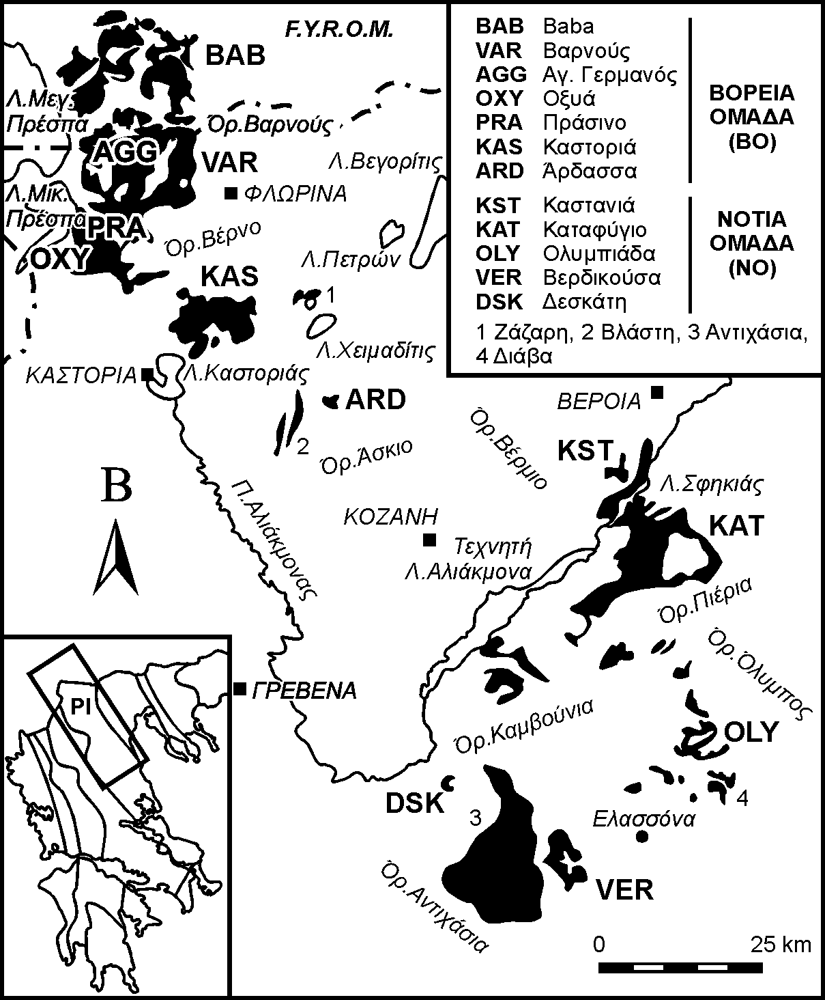 F.Y.R.O.M.
BAB
Λ.Μεγ.
Πρέσπα
Όρ.Βαρνούς
AGG
VAR
Λ.Βεγορίτις
Λ.Μικ.
Πρέσπα
ΦΛΩΡΙΝΑ
PRA
Όρ.Βέρνο
OXY
Λ.Πετρών
KAS
1
Λ.Χειμαδίτις
ΚΑΣΤΟΡΙΑ
Λ.Καστοριάς
ARD
2
Όρ.Άσκιο
BAB Baba
VAR Βαρνούς
AGG Αγ. Γερμανός
OXY Οξυά
PRA Πράσινο
KAS Καστοριά
ARD Άρδασσα
ΒΟΡΕΙΑ
ΟΜΑΔΑ
(ΒΟ)
KST Καστανιά
KAT Καταφύγιο
OLY Ολυμπιάδα
VER Βερδικούσα
DSK Δεσκάτη
ΝΟΤΙΑ
ΟΜΑΔΑ
(ΝΟ)
1 Ζάζαρη, 2 Βλάστη, 3 Αντιχάσια,
4 Διάβα
ΒΕΡΟΙΑ
Όρ.Βέρμιο
KST
Λ.Σφηκιάς
Β
Π.Αλιάκμονας
ΚΟΖΑΝΗ
KAT
Τεχνητή
Λ.Αλιάκμονα
Όρ.Πιέρια
Όρ.Όλυμπος
ΓΡΕΒΕΝΑ
Όρ.Καμβούνια
OLY
DSK
3
4
Ελασσόνα
Όρ.Αντιχάσια
VER
PI
0 25 km